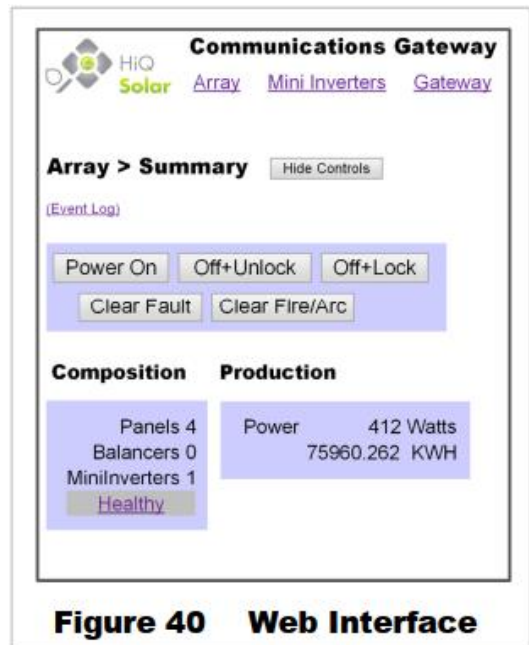 HiQ
Solar
Communications Gateway
Array Mini Inverters Gateway
Array > Summary Hide Controls
(Event Log)
Power On Off+Unlock Off+Lock
Clear Fault Clear FIre/Arc
Composition Production
Panels 4 Power 412 Watts
Balancers 0 75960.262 KWH
MiniInverters 1
Healthy
Figure 40 Web Interface